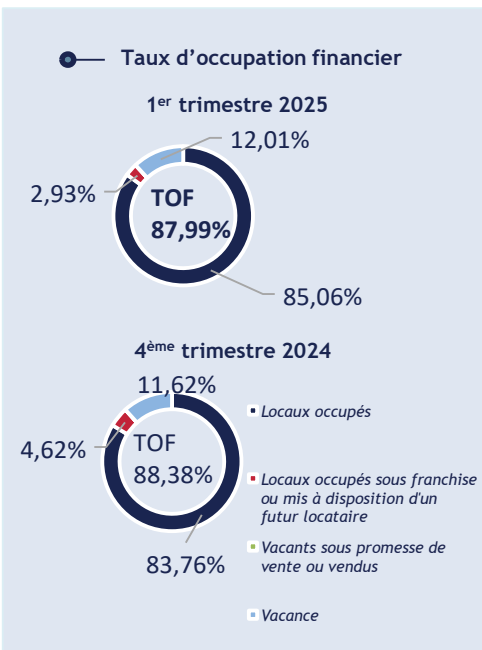 Taux d'occupation financier
1er trimestre 2025
12,01%
2,93%
TOF
87,99%
85,06%
4ème trimestre 2024
11,62%
4,62%
TOF
88,38%
83,76%
Locaux occupés
Locaux occupés sous franchise
ou mis à disposition d'un
futur locataire
Vacants sous promesse de
vente ou vendus
Vacance